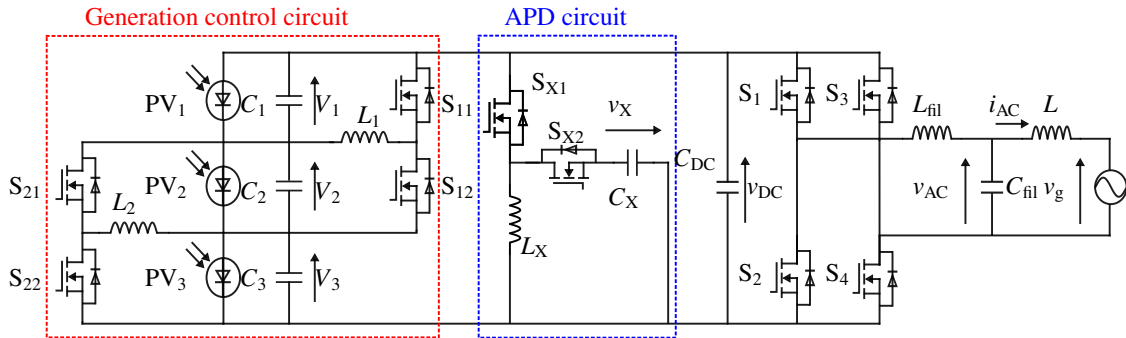 Generation control circuit
APD circuit
PV1
C1
V1
S11
L1
SX1
vX
SX2
S1
S3
Lfil
iAC
L
S21
PV2
C2
V2
S12
CX
CDC
vDC
vAC
Cfil
vg
L2
LX
S22
PV3
C3
V3
S2
S4